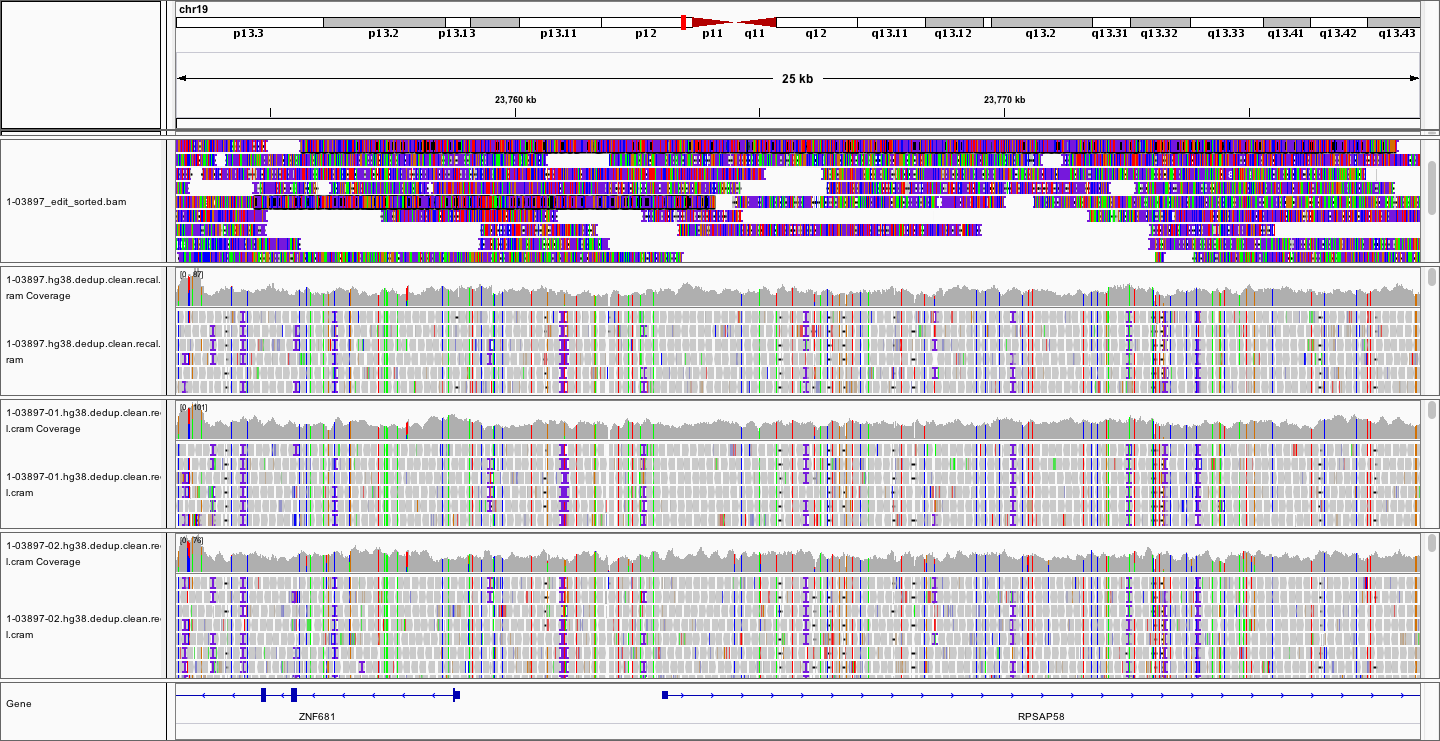 chr19
p13.3 p13.2 p13.13 p13.11 p12 p11 q11 q12 q13.11 q13.12 q13.2 q13.31 q13.32 q13.33 q13.41 q13.42 q13.43
25 kb
23,760 kb 23,770 kb
1-03897_edit_sorted.bam
[0 - 87]
1-03897.hg38.dedup.clean.recal.
ram Coverage
1-03897.hg38.dedup.clean.recal.
ram
[0 - 101]
1-03897-01.hg38.dedup.clean.re
l.cram Coverage
1-03897-01.hg38.dedup.clean.re
l.cram
[0 - 76]
1-03897-02.hg38.dedup.clean.re
l.cram Coverage
1-03897-02.hg38.dedup.clean.re
l.cram
Gene
ZNF681 RPSAP58